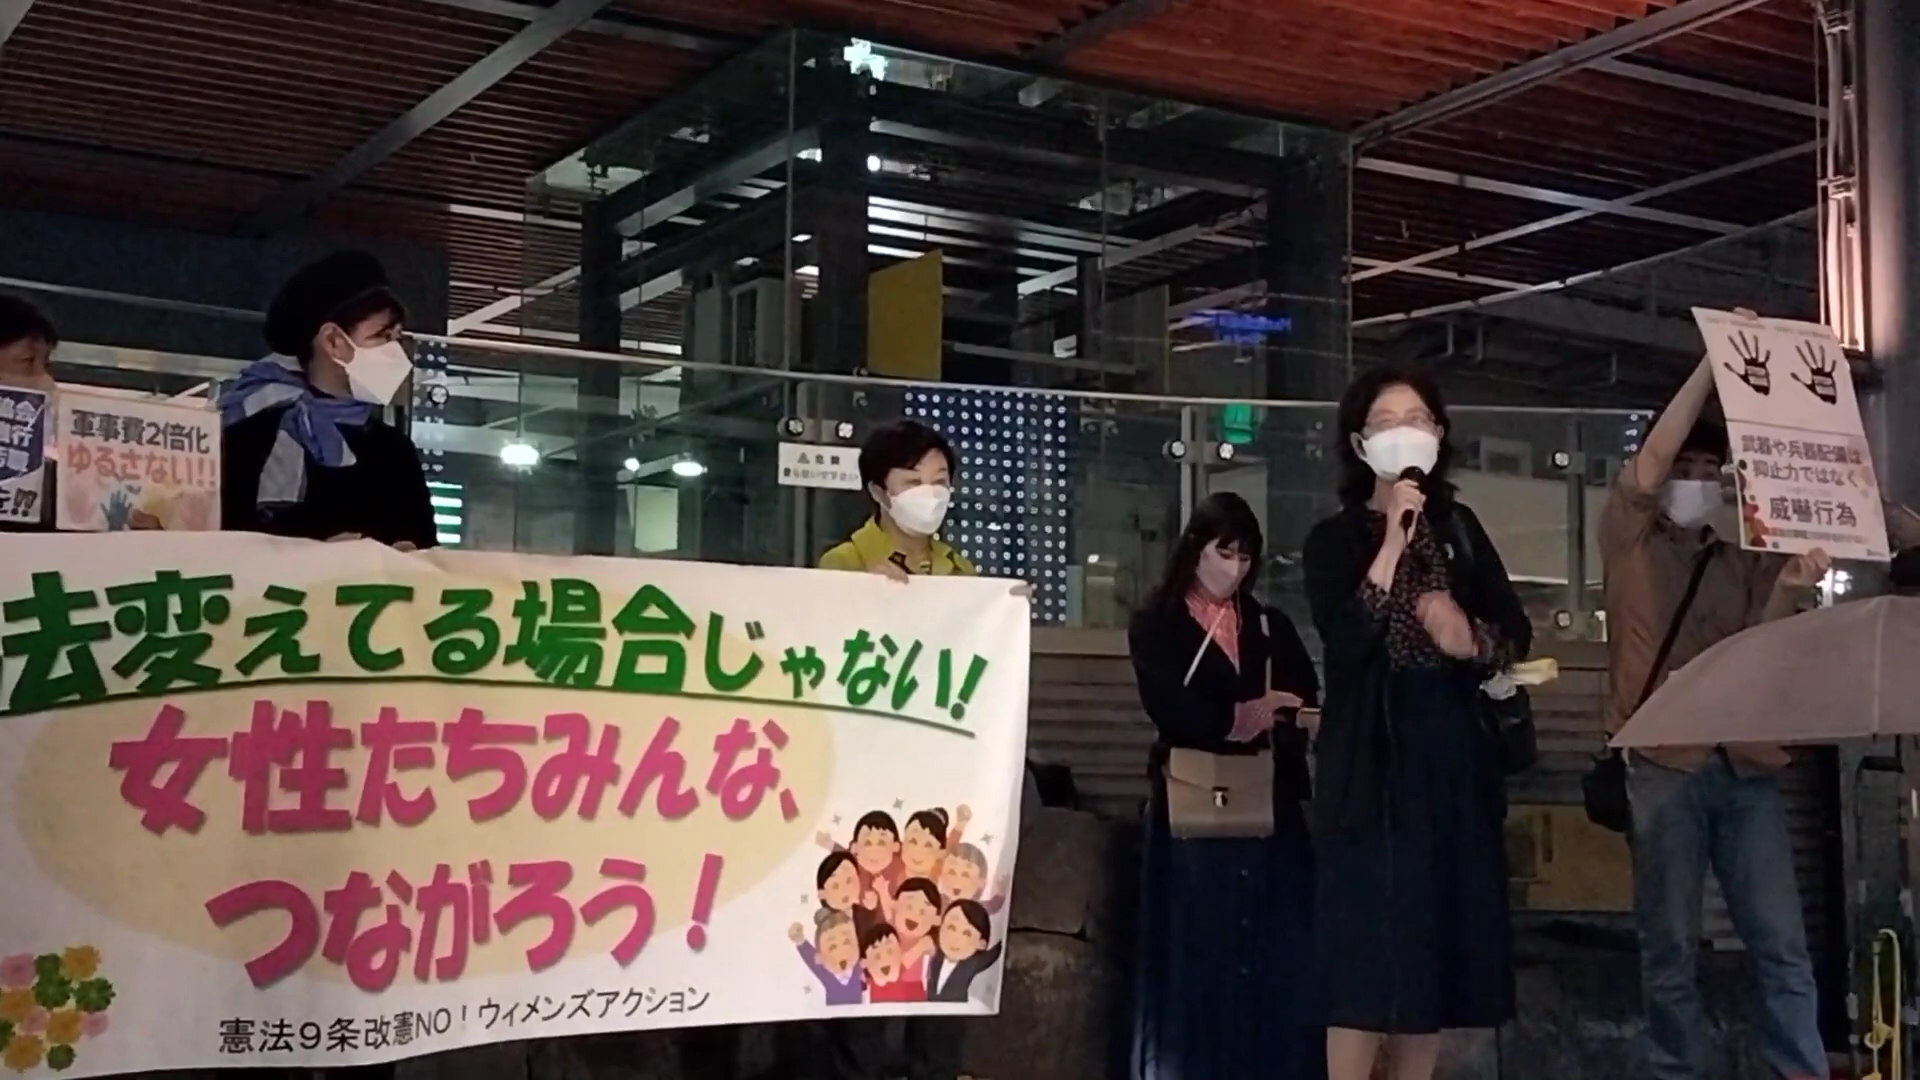 軍事費2倍化
ゆるさない!!
法変えてる場合じゃない!
女性たちみんな、
つながろう!
憲法9条改憲NO!ウィメンズアクション
武器や兵器配備は
抑止力ではなく
威嚇行為